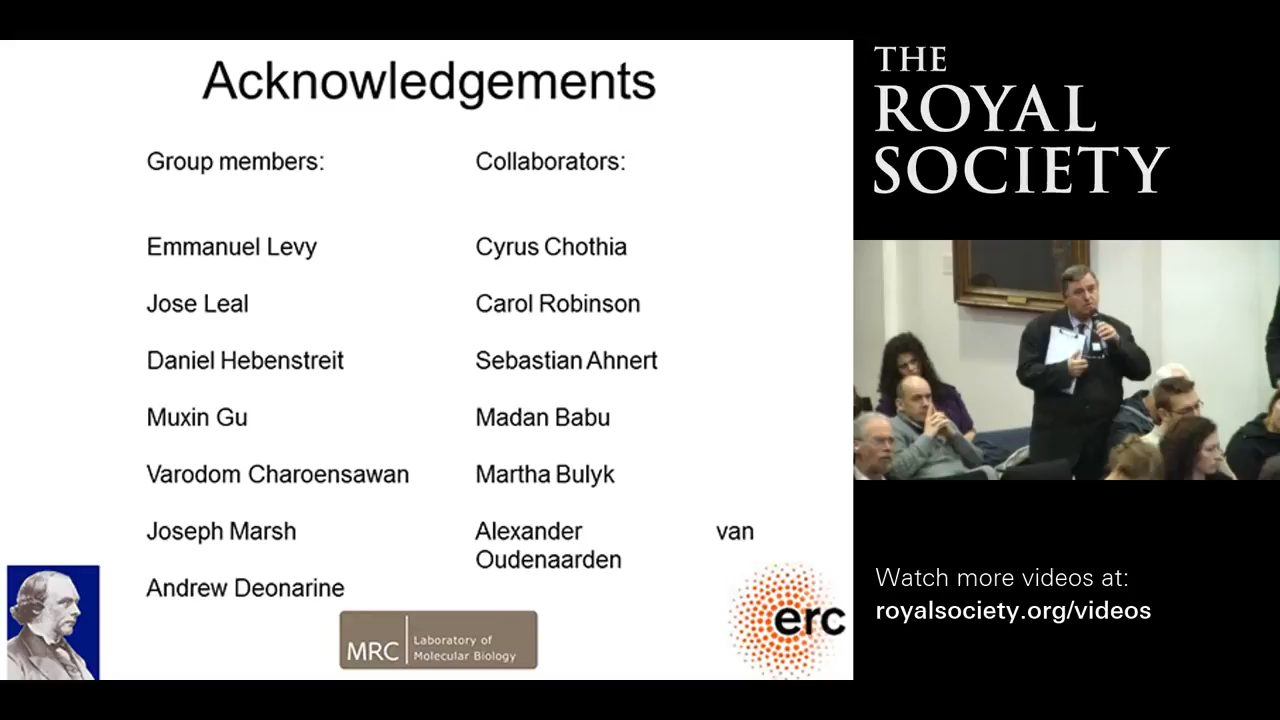 Acknowledgements
Group members:
Emmanuel Levy
Jose Leal
Daniel Hebenstreit
Muxin Gu
Varodom Charoensawan
Joseph Marsh
Andrew Deonarine
Collaborators:
Cyrus Chothia
Carol Robinson
Sebastian Ahnert
Madan Babu
Martha Bulyk
Alexander van
Oudenaarden
MRC
Laboratory of
Molecular Biology
erc
THE
ROYAL
SOCIETY
Watch more videos at:
royalsociety.org/videos